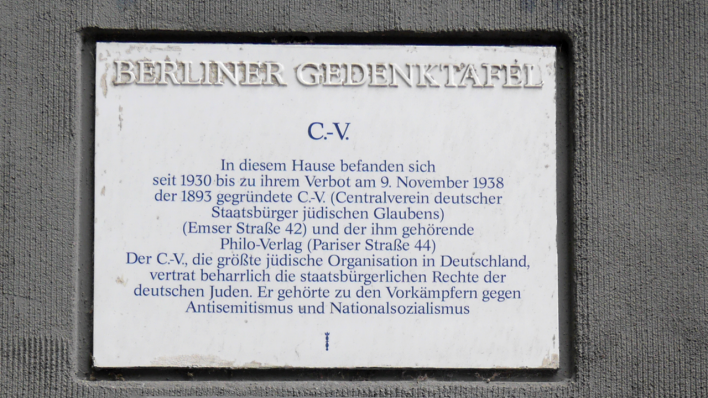 BERLINER GEDENKTAFEL
C.-V.
In diesem Hause befanden sich
seit 1930 bis zu ihrem Verbot am 9. November 1938
der 1893 gegründete C.-V. (Centralverein deutscher
Staatsbürger jüdischen Glaubens)
(Emser Straße 42) und der ihm gehörende
Philo-Verlag (Pariser Straße 44)
Der C.-V., die größte jüdische Organisation in Deutschland,
vertrat beharrlich die staatsbürgerlichen Rechte der
deutschen Juden. Er gehörte zu den Vorkämpfern gegen
Antisemitismus und Nationalsozialismus